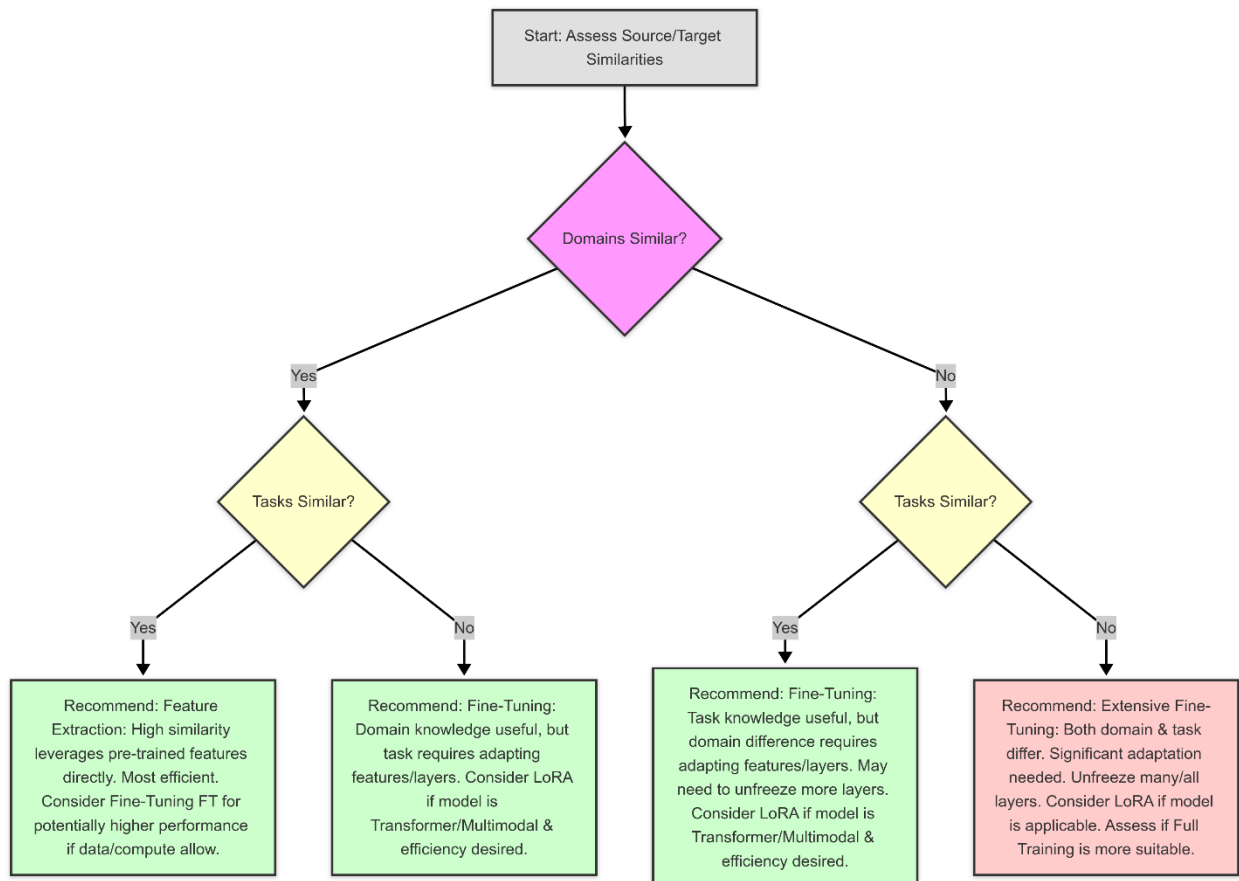 Start: Assess Source/Target
Similarities
Domains Similar?
Yes
No
Tasks Similar?
Tasks Similar?
Yes
No
Yes
No
Recommend: Feature
Extraction: High similarity
leverages pre-trained features
directly. Most efficient.
Consider Fine-Tuning FT for
potentially higher performance
if data/compute allow.
Recommend: Fine-Tuning:
Domain knowledge useful, but
task requires adapting
features/layers. Consider LoRA
if model is
Transformer/Multimodal &
efficiency desired.
Recommend: Fine-Tuning:
Task knowledge useful, but
domain difference requires
adapting features/layers. May
need to unfreeze more layers.
Consider LoRA if model is
Transformer/Multimodal &
efficiency desired.
Recommend: Extensive Fine-
Tuning: Both domain & task
differ. Significant adaptation
needed. Unfreeze many/all
layers. Consider LoRA if model
is applicable. Assess if Full
Training is more suitable.